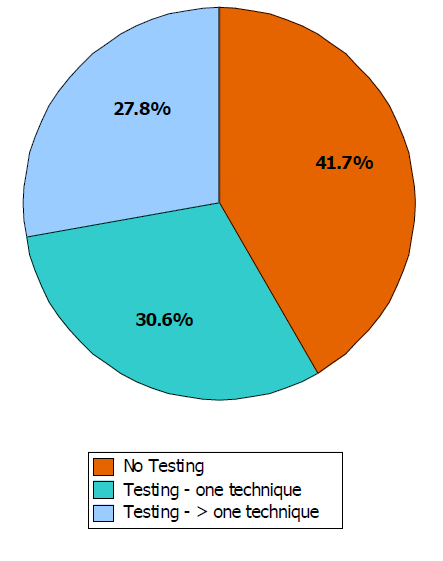 27.8%
41.7%
30.6%
No Testing
Testing - one technique
Testing - > one technique